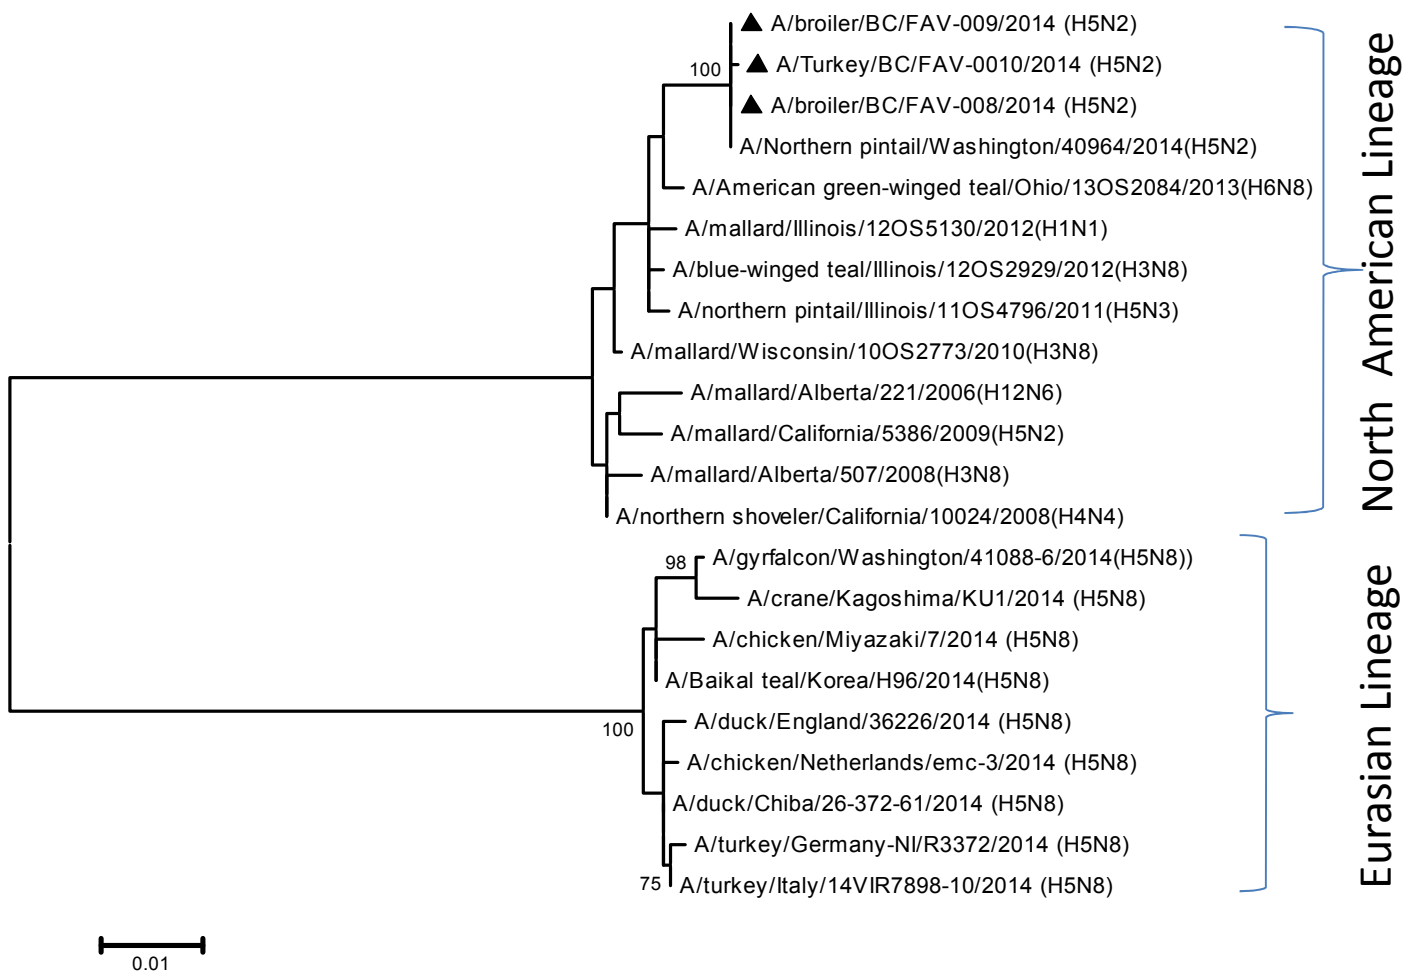 A/broiler/BC/FAV-009/2014 (H5N2)
A/Turkey/BC/FAV-0010/2014 (H5N2)
100
A/broiler/BC/FAV-008/2014 (H5N2)
A/Northern pintail/Washington/40964/2014(H5N2)
A/American green-winged teal/Ohio/13OS2084/2013(H6N8)
A/mallard/Illinois/12OS5130/2012(H1N1)
A/blue-winged teal/Illinois/12OS2929/2012(H3N8)
A/northern pintail/Illinois/11OS4796/2011(H5N3)
A/mallard/Wisconsin/10OS2773/2010(H3N8)
A/mallard/Alberta/221/2006(H12N6)
A/mallard/California/5386/2009(H5N2)
A/mallard/Alberta/507/2008(H3N8)
A/northern shoveler/California/10024/2008(H4N4)
North American Lineage
A/gyrfalcon/Washington/41088-6/2014(H5N8))
98
A/crane/Kagoshima/KU1/2014 (H5N8)
A/chicken/Miyazaki/7/2014 (H5N8)
A/Baikal teal/Korea/H96/2014(H5N8)
A/duck/England/36226/2014 (H5N8)
100
A/chicken/Netherlands/emc-3/2014 (H5N8)
A/duck/Chiba/26-372-61/2014 (H5N8)
A/turkey/Germany-NI/R3372/2014 (H5N8)
75
A/turkey/Italy/14VIR7898-10/2014 (H5N8)
Eurasian Lineage
0.01